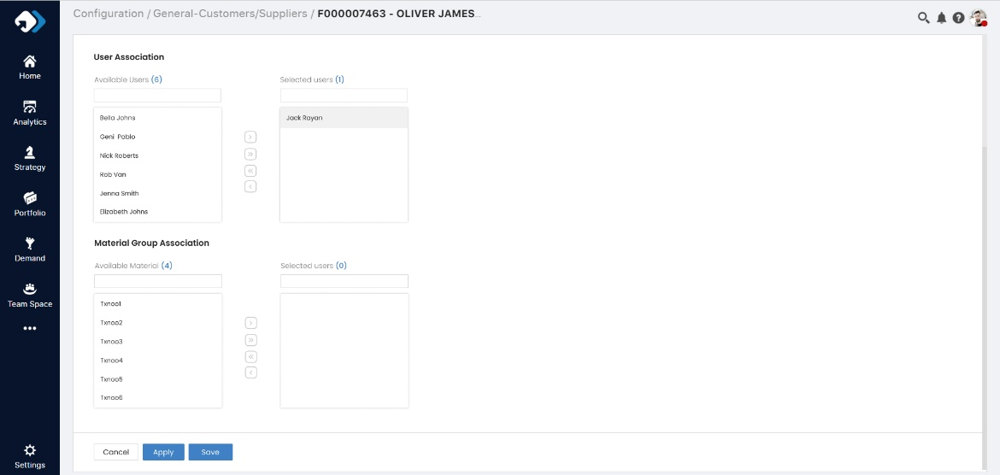 Configuration / General-Customers/Suppliers / F000007463 - OLIVER JAMES...
Home
Analytics
Strategy
Portfolio
Demand
Team Space
Settings
User Association
Available Users (6)
Selected users (1)
Bella Johns
Geni Pablo
Nick Roberts
Rob Van
Jenna Smith
Elizabeth Johns
Jack Rayan
Material Group Association
Available Material (4)
Selected users (0)
Txnoo1
Txnoo2
Txnoo3
Txnoo4
Txnoo5
Txnoo6
Cancel
Apply
Save